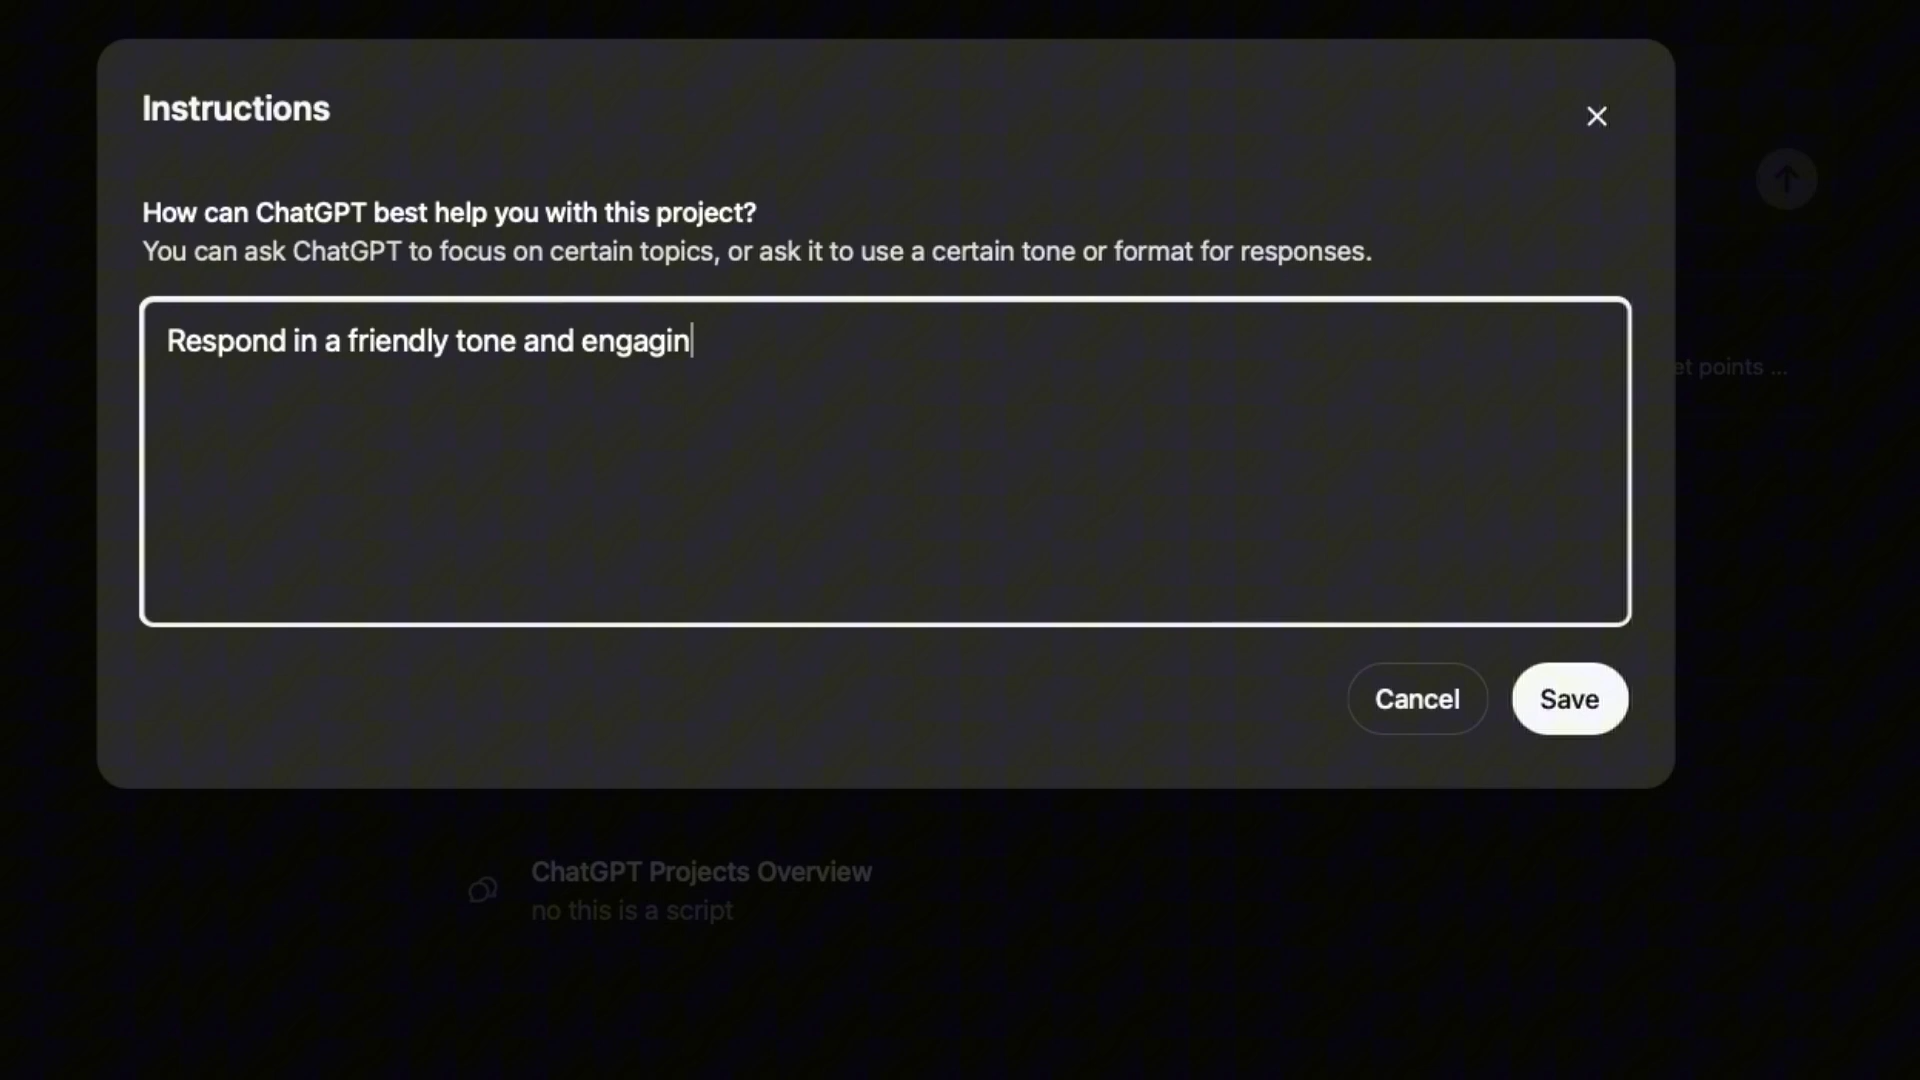 Instructions
How can ChatGPT best help you with this project?
You can ask ChatGPT to focus on certain topics, or ask it to use a certain tone or format for responses.
Respond in a friendly tone and engagin
et points ...
Cancel
Save
ChatGPT Projects Overview
no this is a script